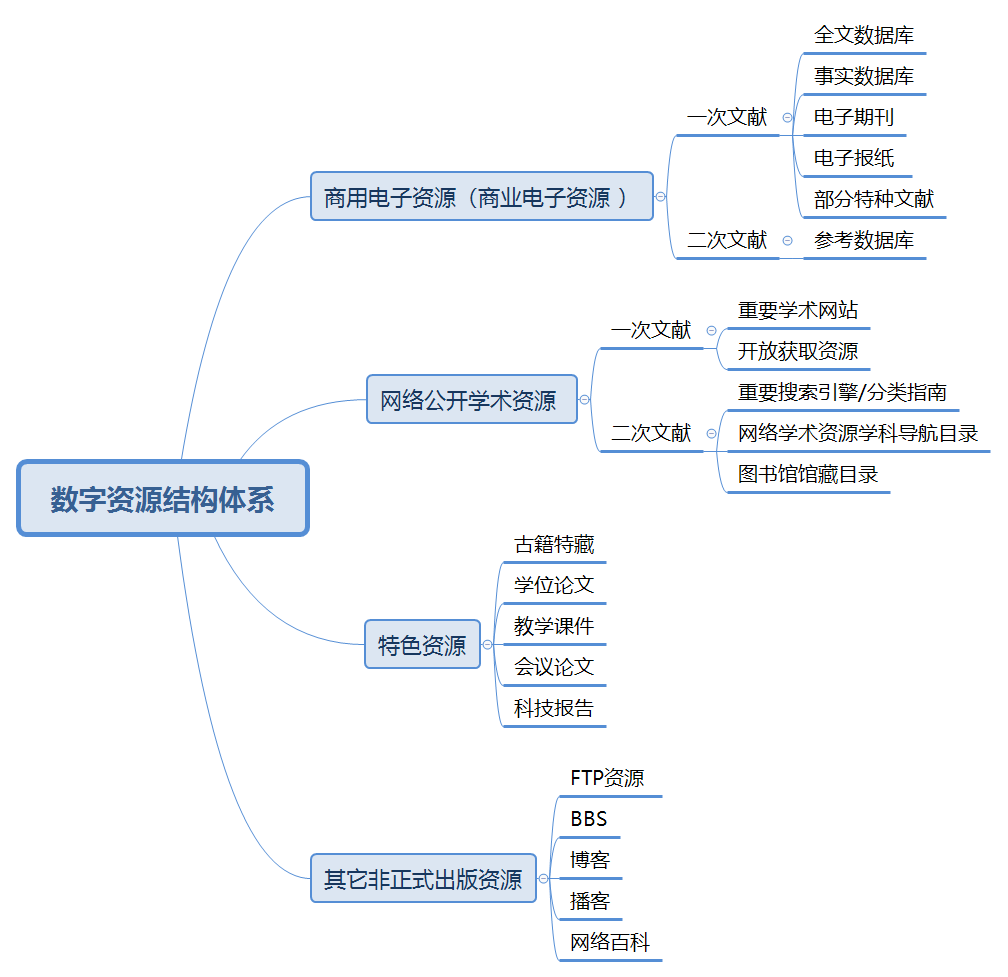 数字资源结构体系
商用电子资源（商业电子资源 ）
一次文献
全文数据库
事实数据库
电子期刊
电子报纸
部分特种文献
二次文献
参考数据库
网络公开学术资源
一次文献
重要学术网站
开放获取资源
二次文献
重要搜索引擎/分类指南
网络学术资源学科导航目录
图书馆馆藏目录
特色资源
古籍特藏
学位论文
教学课件
会议论文
科技报告
其它非正式出版资源
FTP资源
BBS
博客
播客
网络百科